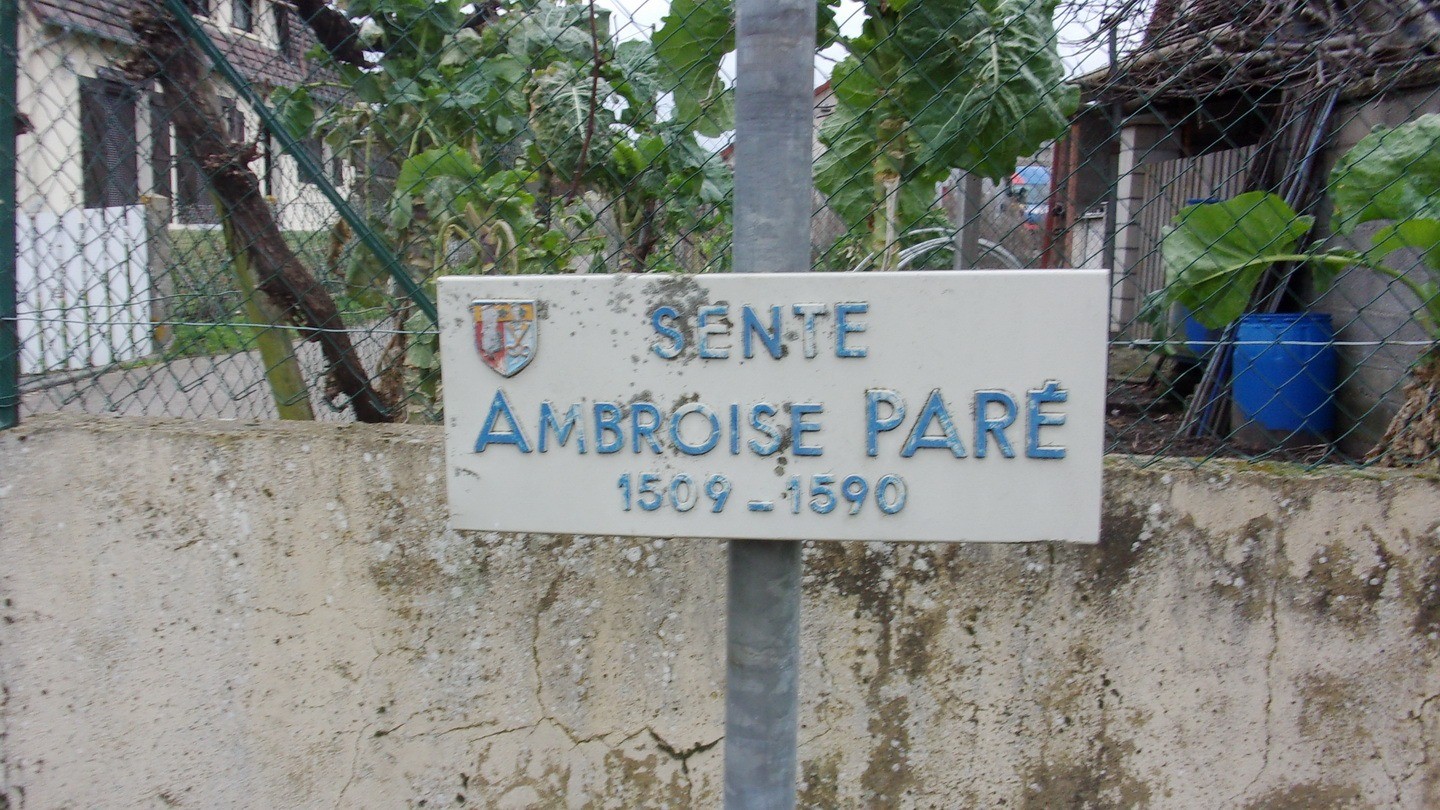 SENTE
AMBROISE PARÉ
1509-1590